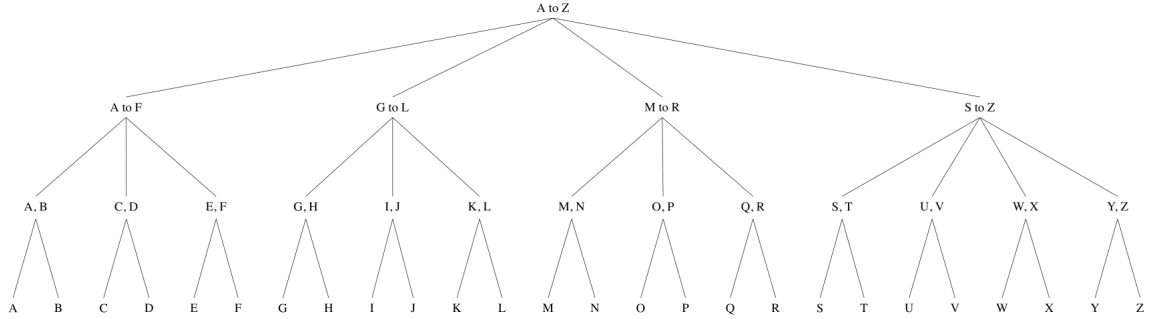 A to Z
A to F G to L M to R S to Z
A, B C, D E, F G, H I, J K, L M, N O, P Q, R S, T U, V W, X Y, Z
A B C D E F G H I J K L M N O P Q R S T U V W X Y Z